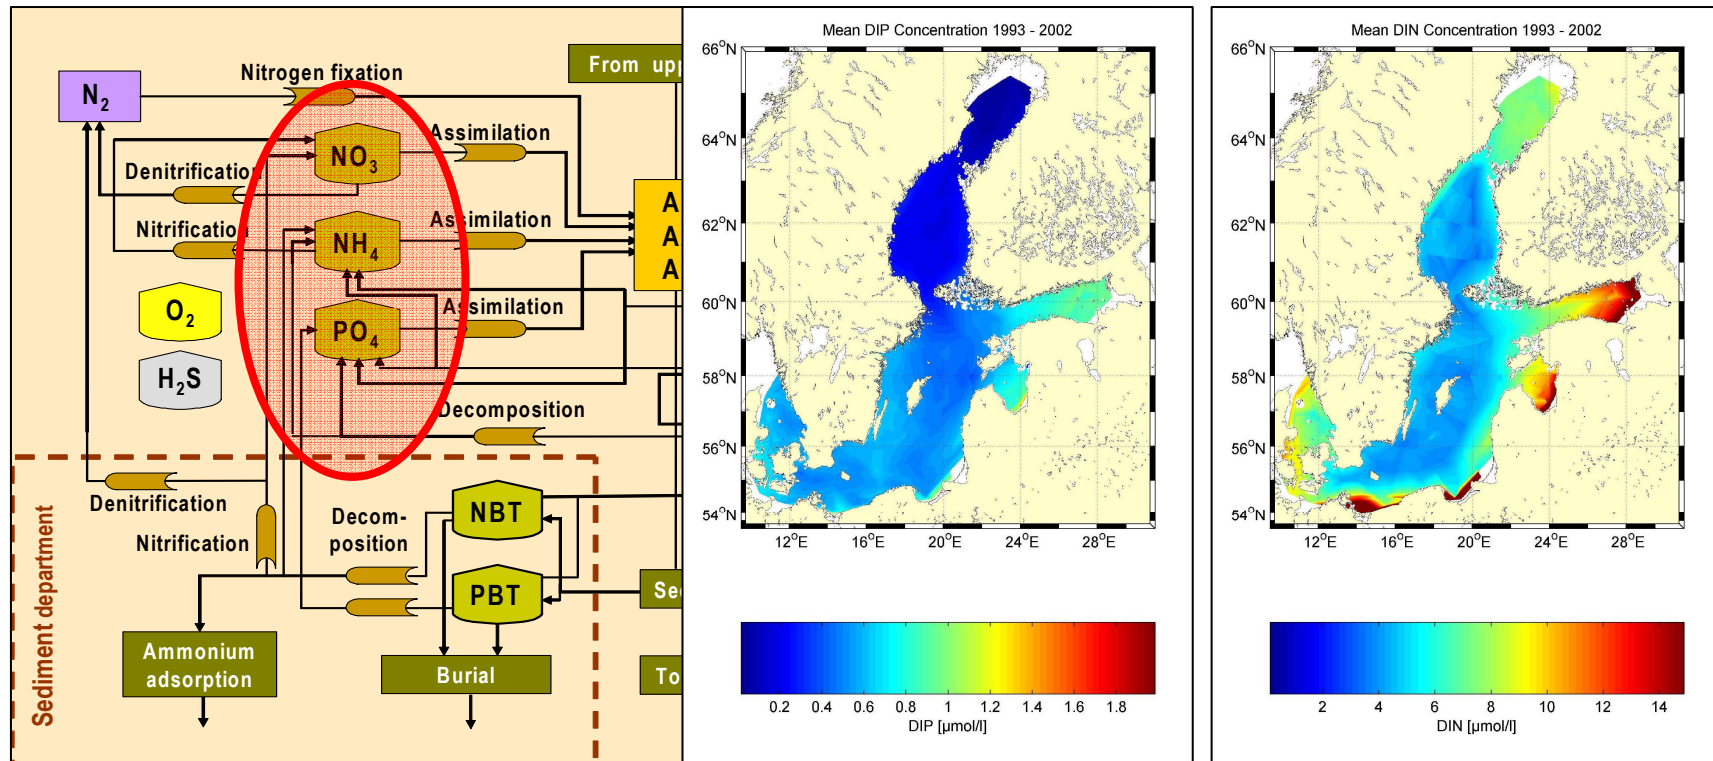 Nitrogen fixation
From upp
N2
Assimilation
NO3
Denitrification
A
Assimilation
Nitrification
NH4
A
A
O2
Assimilation
PO4
H2S
Decomposition
Denitrification
NBT
Decom-
position
Nitrification
PBT
Sec
Sediment department
Ammonium
adsorption
Burial
To
Mean DIP Concentration 1993 - 2002
66°N
64°N
62°N
60°N
58°N
56°N
54°N
12°E 16°E 20°E 24°E 28°E
0.2 0.4 0.6 0.8 1 1.2 1.4 1.6 1.8
DIP [µmol/l]
Mean DIN Concentration 1993 - 2002
66°N
64°N
62°N
60°N
58°N
56°N
54°N
12°E 16°E 20°E 24°E 28°E
2 4 6 8 10 12 14
DIN [µmol/l]